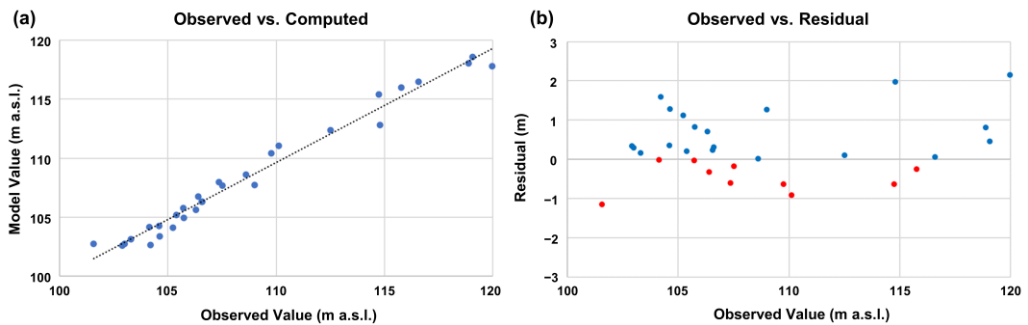 (a) Observed vs. Computed
120
115
110
105
100
Model Value (m a.s.l.)
100 105 110 115 120
Observed Value (m a.s.l.)
(b) Observed vs. Residual
3
2
1
0
−1
−2
−3
Residual (m)
100 105 110 115 120
Observed Value (m a.s.l.)